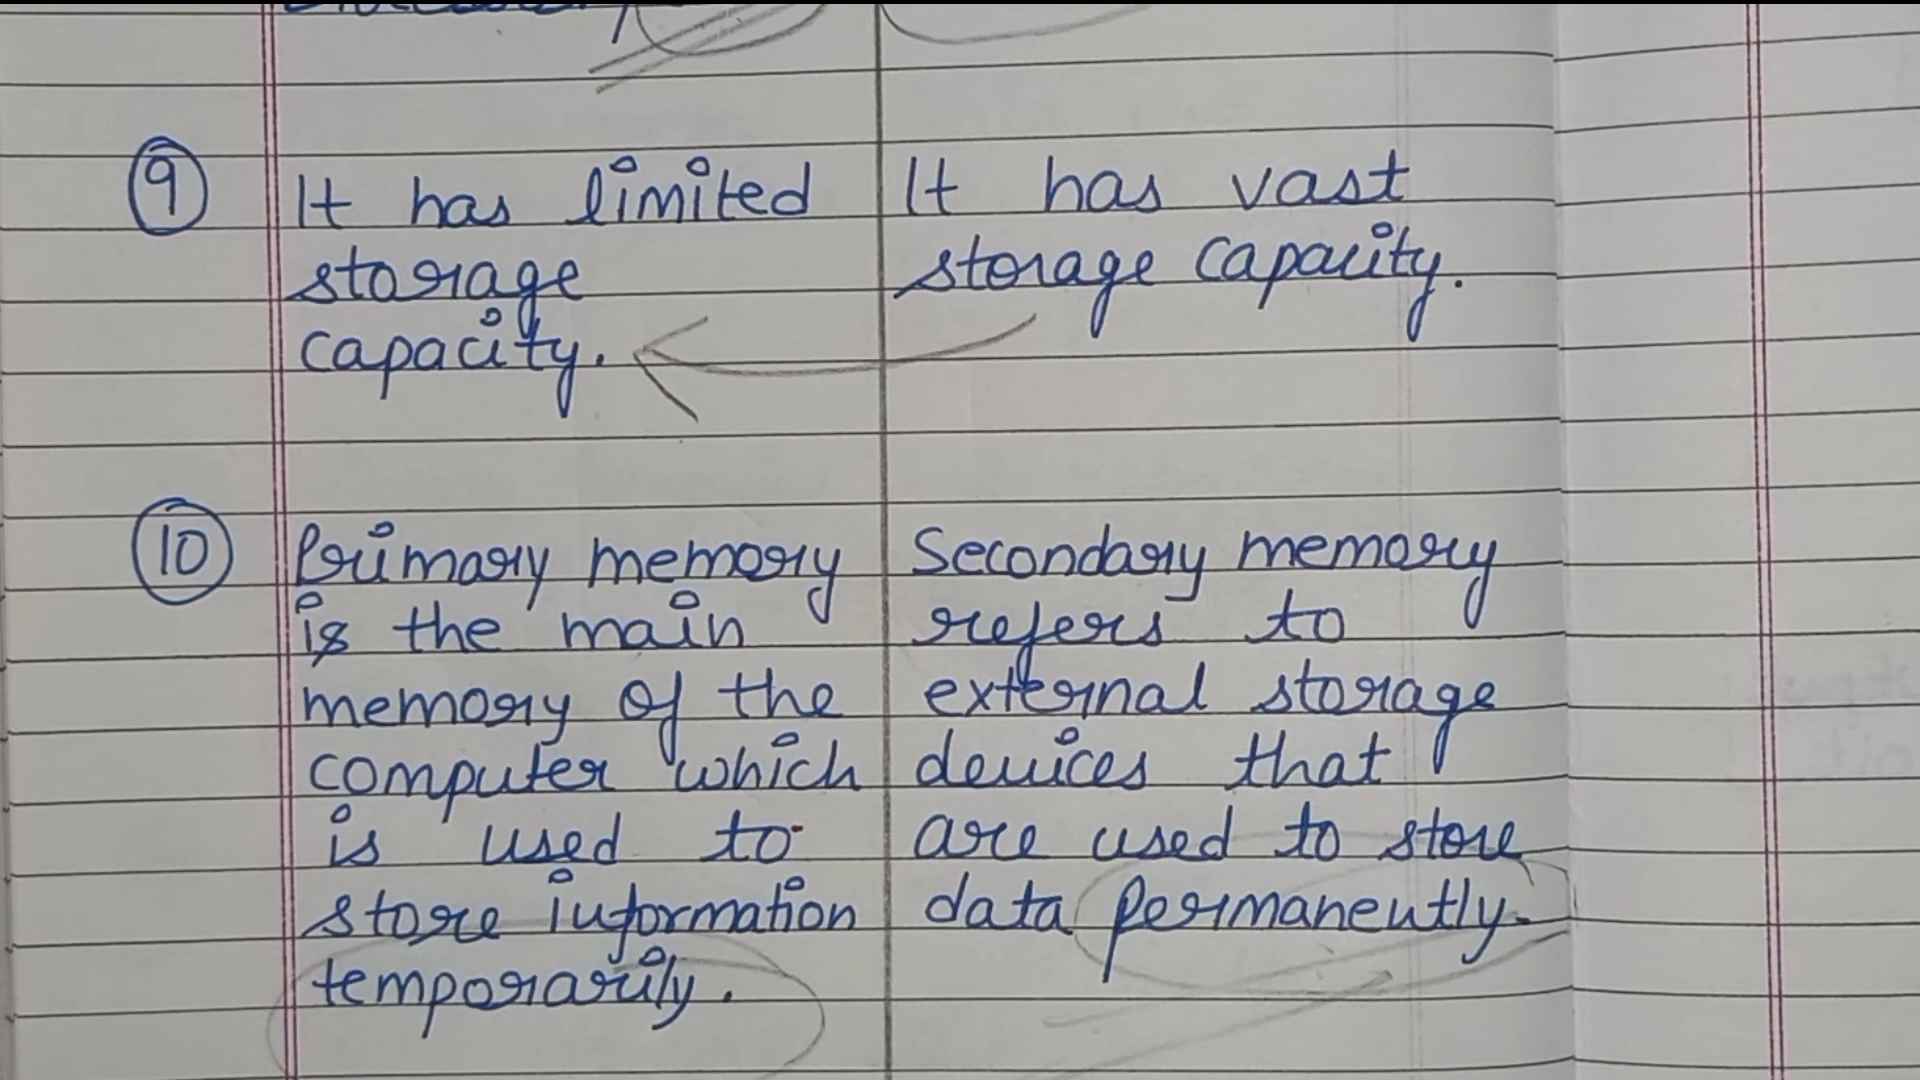 9 It has limited
storage
capacity.
It has vast
storage capacity.
10 Primary memory
is the main
memory of the
computer which
is used to
store information
temporarily.
Secondary memory
refers to
external storage
devices that
are used to store
data permanently.